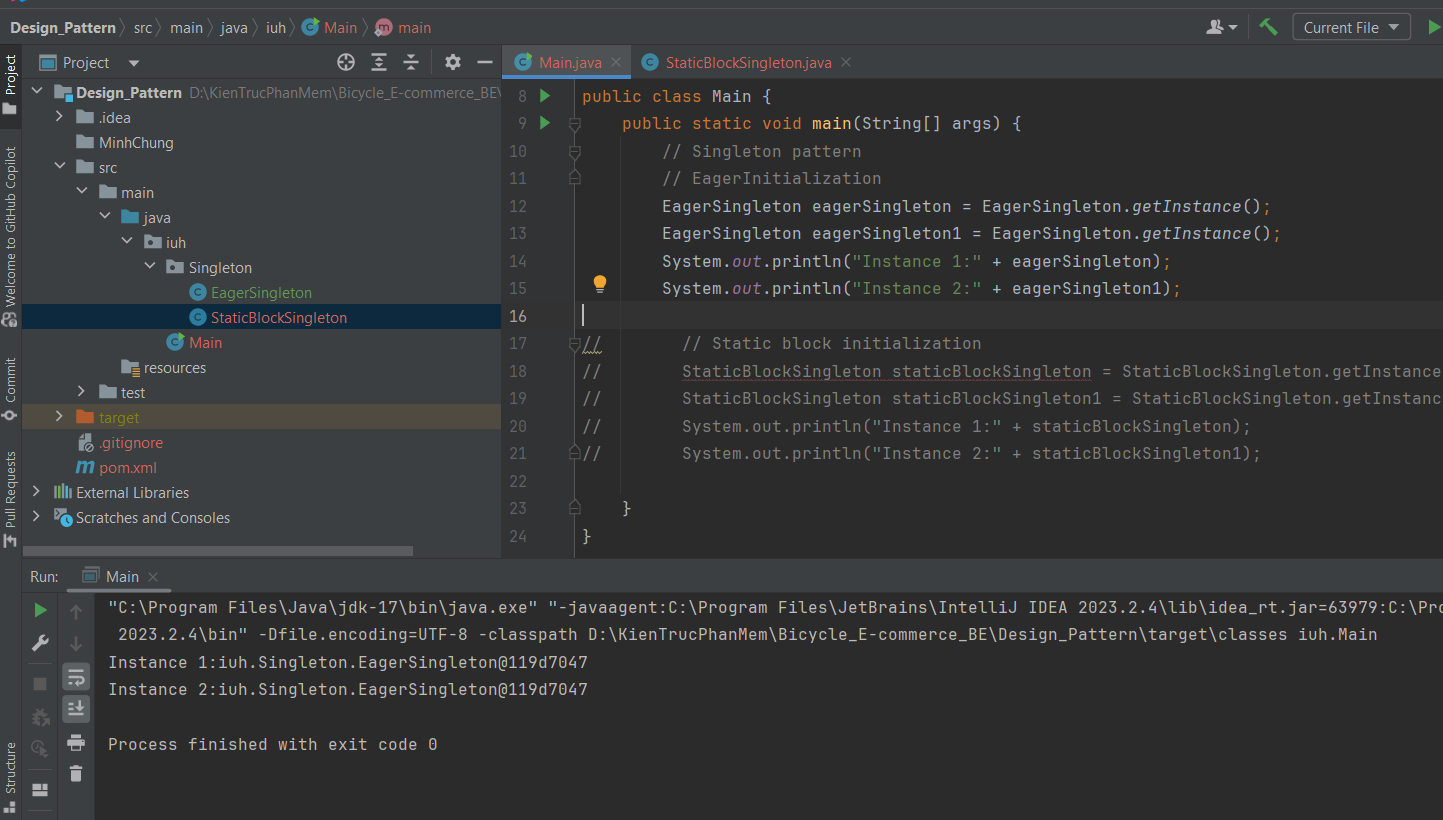 Design_Pattern src main java iuh Main main
Current File
Project
Main.java
StaticBlockSingleton.java
Project
Design_Pattern D:\KienTrucPhanMem\Bicycle_E-commerce_BE\
.idea
MinhChung
src
main
java
iuh
Singleton
EagerSingleton
StaticBlockSingleton
Main
resources
test
target
.gitignore
pom.xml
External Libraries
Scratches and Consoles
Welcome to GitHub Copilot
Commit
Pull Requests
Structure
8 public class Main {
9 public static void main(String[] args) {
10 // Singleton pattern
11 // EagerInitialization
12 EagerSingleton eagerSingleton = EagerSingleton.getInstance();
13 EagerSingleton eagerSingleton1 = EagerSingleton.getInstance();
14 System.out.println("Instance 1:" + eagerSingleton);
15 System.out.println("Instance 2:" + eagerSingleton1);
16
17 // // Static block initialization
18 // StaticBlockSingleton staticBlockSingleton = StaticBlockSingleton.getInstance
19 // StaticBlockSingleton staticBlockSingleton1 = StaticBlockSingleton.getInstanc
20 // System.out.println("Instance 1:" + staticBlockSingleton);
21 // System.out.println("Instance 2:" + staticBlockSingleton1);
22
23 }
24 }
Run: Main
"C:\Program Files\Java\jdk-17\bin\java.exe" "-javaagent:C:\Program Files\JetBrains\IntelliJ IDEA 2023.2.4\lib\idea_rt.jar=63979:C:\Pro
2023.2.4\bin" -Dfile.encoding=UTF-8 -classpath D:\KienTrucPhanMem\Bicycle_E-commerce_BE\Design_Pattern\target\classes iuh.Main
Instance 1:iuh.Singleton.EagerSingleton@119d7047
Instance 2:iuh.Singleton.EagerSingleton@119d7047
Process finished with exit code 0